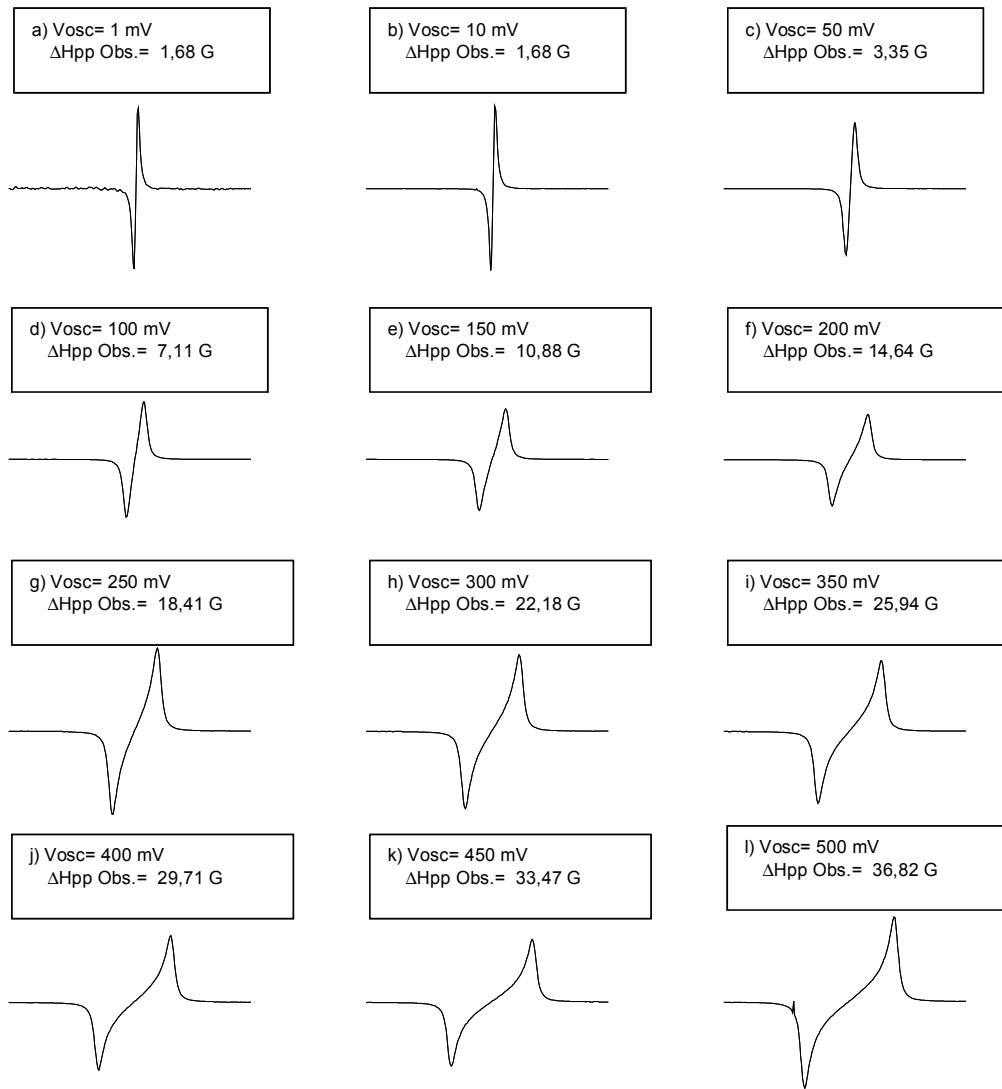 a) Vosc= 1 mV
∆Hpp Obs.= 1,68 G
b) Vosc= 10 mV
∆Hpp Obs.= 1,68 G
c) Vosc= 50 mV
∆Hpp Obs.= 3,35 G
d) Vosc= 100 mV
∆Hpp Obs.= 7,11 G
e) Vosc= 150 mV
∆Hpp Obs.= 10,88 G
f) Vosc= 200 mV
∆Hpp Obs.= 14,64 G
g) Vosc= 250 mV
∆Hpp Obs.= 18,41 G
h) Vosc= 300 mV
∆Hpp Obs.= 22,18 G
i) Vosc= 350 mV
∆Hpp Obs.= 25,94 G
j) Vosc= 400 mV
∆Hpp Obs.= 29,71 G
k) Vosc= 450 mV
∆Hpp Obs.= 33,47 G
l) Vosc= 500 mV
∆Hpp Obs.= 36,82 G